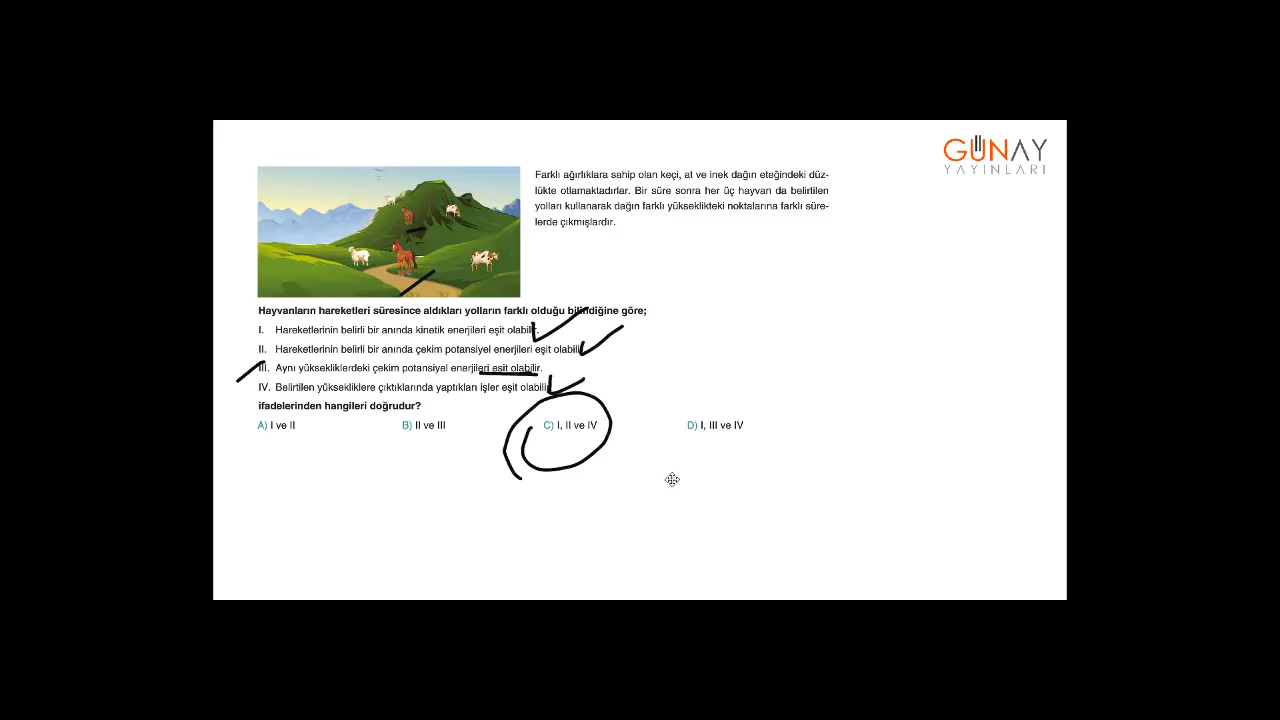 GÜNAY
YAYINLARI
Farklı ağırlıklara sahip olan keçi, at ve inek dağın eteğindeki düz-
lükte otlamaktadırlar. Bir süre sonra her üç hayvan da belirtilen
yolları kullanarak dağın farklı yükseklikteki noktalarına farklı süre-
lerde çıkmışlardır.
Hayvanların hareketleri süresince aldıkları yolların farklı olduğu bilindiğine göre;
I. Hareketlerinin belirli bir anında kinetik enerjileri eşit olabilir.
II. Hareketlerinin belirli bir anında çekim potansiyel enerjileri eşit olabilir.
III. Aynı yüksekliklerdeki çekim potansiyel enerjileri eşit olabilir.
IV. Belirtilen yüksekliklere çıktıklarında yaptıkları işler eşit olabilir.
ifadelerinden hangileri doğrudur?
A) I ve II B) II ve III C) I, II ve IV D) I, III ve IV